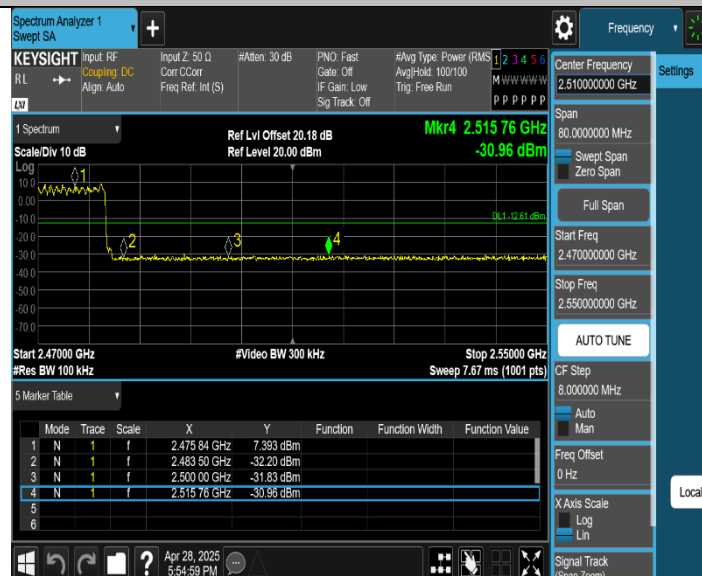 Spectrum Analyzer 1
Swept SA
+
Frequency
KEYSIGHT
RL
LXI
Input: RF
Coupling: DC
Align: Auto
Input Z: 50 Ω
Corr CCorr
Freq Ref: Int (S)
#Atten: 30 dB
PNO: Fast
Gate: Off
IF Gain: Low
Sig Track: Off
#Avg Type: Power (RMS
Avg|Hold: 100/100
Trig: Free Run
1 2 3 4 5 6
M W W W W W
P P P P P P
Center Frequency
2.510000000 GHz
Settings
Span
80.0000000 MHz
Swept Span
Zero Span
Full Span
Start Freq
2.470000000 GHz
Stop Freq
2.550000000 GHz
AUTO TUNE
CF Step
8.000000 MHz
Auto
Man
Freq Offset
0 Hz
X Axis Scale
Log
Lin
Signal Track
(Span Zoom)
Local
1 Spectrum
Scale/Div 10 dB
Ref Lvl Offset 20.18 dB
Ref Level 20.00 dBm
Mkr4 2.515 76 GHz
-30.96 dBm
Log
10.0
0.00
-10.0
-20.0
-30.0
-40.0
-50.0
-60.0
-70.0
1
2
3
4
DL1 -12.61 dBm
Start 2.47000 GHz
#Video BW 300 kHz
Stop 2.55000 GHz
#Res BW 100 kHz
Sweep 7.67 ms (1001 pts)
5 Marker Table
Mode Trace Scale X Y Function Function Width Function Value
1 N 1 f 2.475 84 GHz 7.393 dBm
2 N 1 f 2.483 50 GHz -32.20 dBm
3 N 1 f 2.500 00 GHz -31.83 dBm
4 N 1 f 2.515 76 GHz -30.96 dBm
5
6
?
Apr 28, 2025
5:54:59 PM